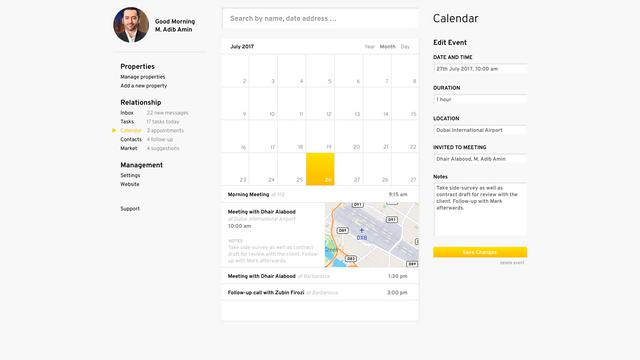 Good Morning
M. Adib Amin
Properties
Manage properties
Add a new property
Relationship
Inbox 22 new messages
Tasks 17 tasks today
Calendar 3 appointments
Contacts 4 follow-up
Market 4 suggestions
Management
Settings
Website
Support
Search by name, date address ...
July 2017 Year Month Day
2 3 4 5 6 7 8
9 10 11 12 13 14 15
16 17 18 19 20 21 22
23 24 25 26 27 27
Morning Meeting at HQ 9:15 am
Meeting with Dhair Alabood
at Dubai International Airport
10:00 am
NOTES
Take side-survey as well as
contract draft for review with the
client. Follow-up with Mark
afterwards.
D91
D91
D89
DXB
D83
D89
Meeting with Dhair Alabood at Barbarossa 1:30 pm
Follow-up call with Zubin Firozi at Barbarossa 3:00 pm
Calendar
Edit Event
DATE AND TIME
27th July 2017, 10:00 am
DURATION
1 hour
LOCATION
Dubai International Airport
INVITED TO MEETING
Dhair Alabood, M. Adib Amin
Notes
Take side-survey as well as
contract draft for review with the
client. Follow-up with Mark
afterwards.
Save Changes
delete event